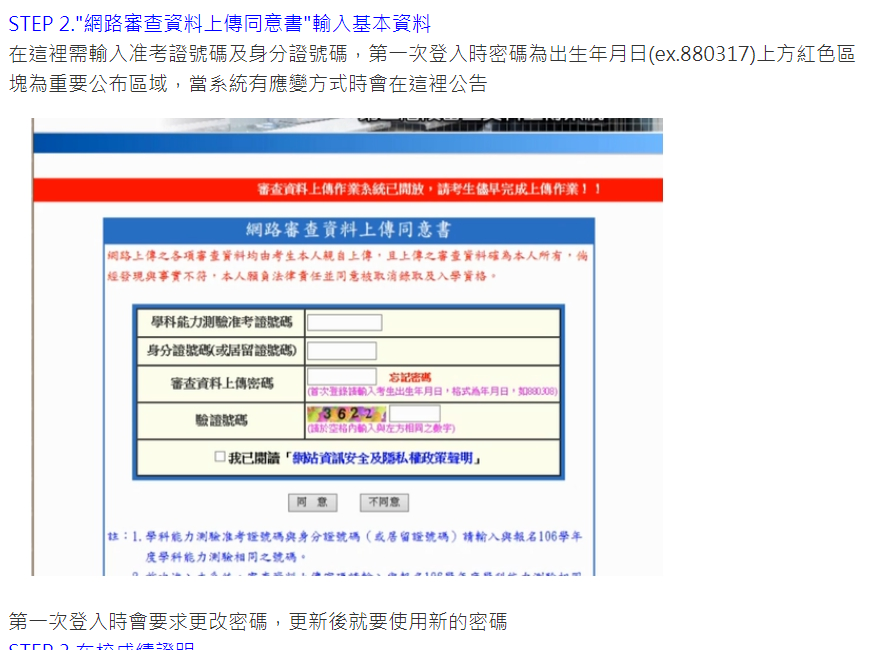 STEP 2."網路審查資料上傳同意書"輸入基本資料
在這裡需輸入准考證號碼及身分證號碼，第一次登入時密碼為出生年月日(ex.880317)上方紅色區
塊為重要公布區域，當系統有應變方式時會在這裡公告
審查資料上傳作業系統已開放，請考生儘早完成上傳作業！！
網路審查資料上傳同意書
網路上傳之各項審查資料均由考生本人親自上傳，且上傳之審查資料確為本人所有，倘
經發現與事實不符，本人願負法律責任並同意被取消錄取及入學資格。
學科能力測驗准考證號碼
身分證號碼(或居留證號碼)
審查資料上傳密碼 忘記密碼
(首次登錄請輸入考生出生年月日，格式為年月日，如880308)
驗證號碼 3 6 2 2
(請於空格內輸入與左方相同之數字)
我已閱讀「網站資訊安全及隱私權政策聲明」
同 意 不同意
註：1.學科能力測驗准考證號碼與身分證號碼（或居留證號碼）請輸入與報名106學年
度學科能力測驗相同之號碼。
第一次登入時會要求更改密碼，更新後就要使用新的密碼
STEP 3.在校成績證明